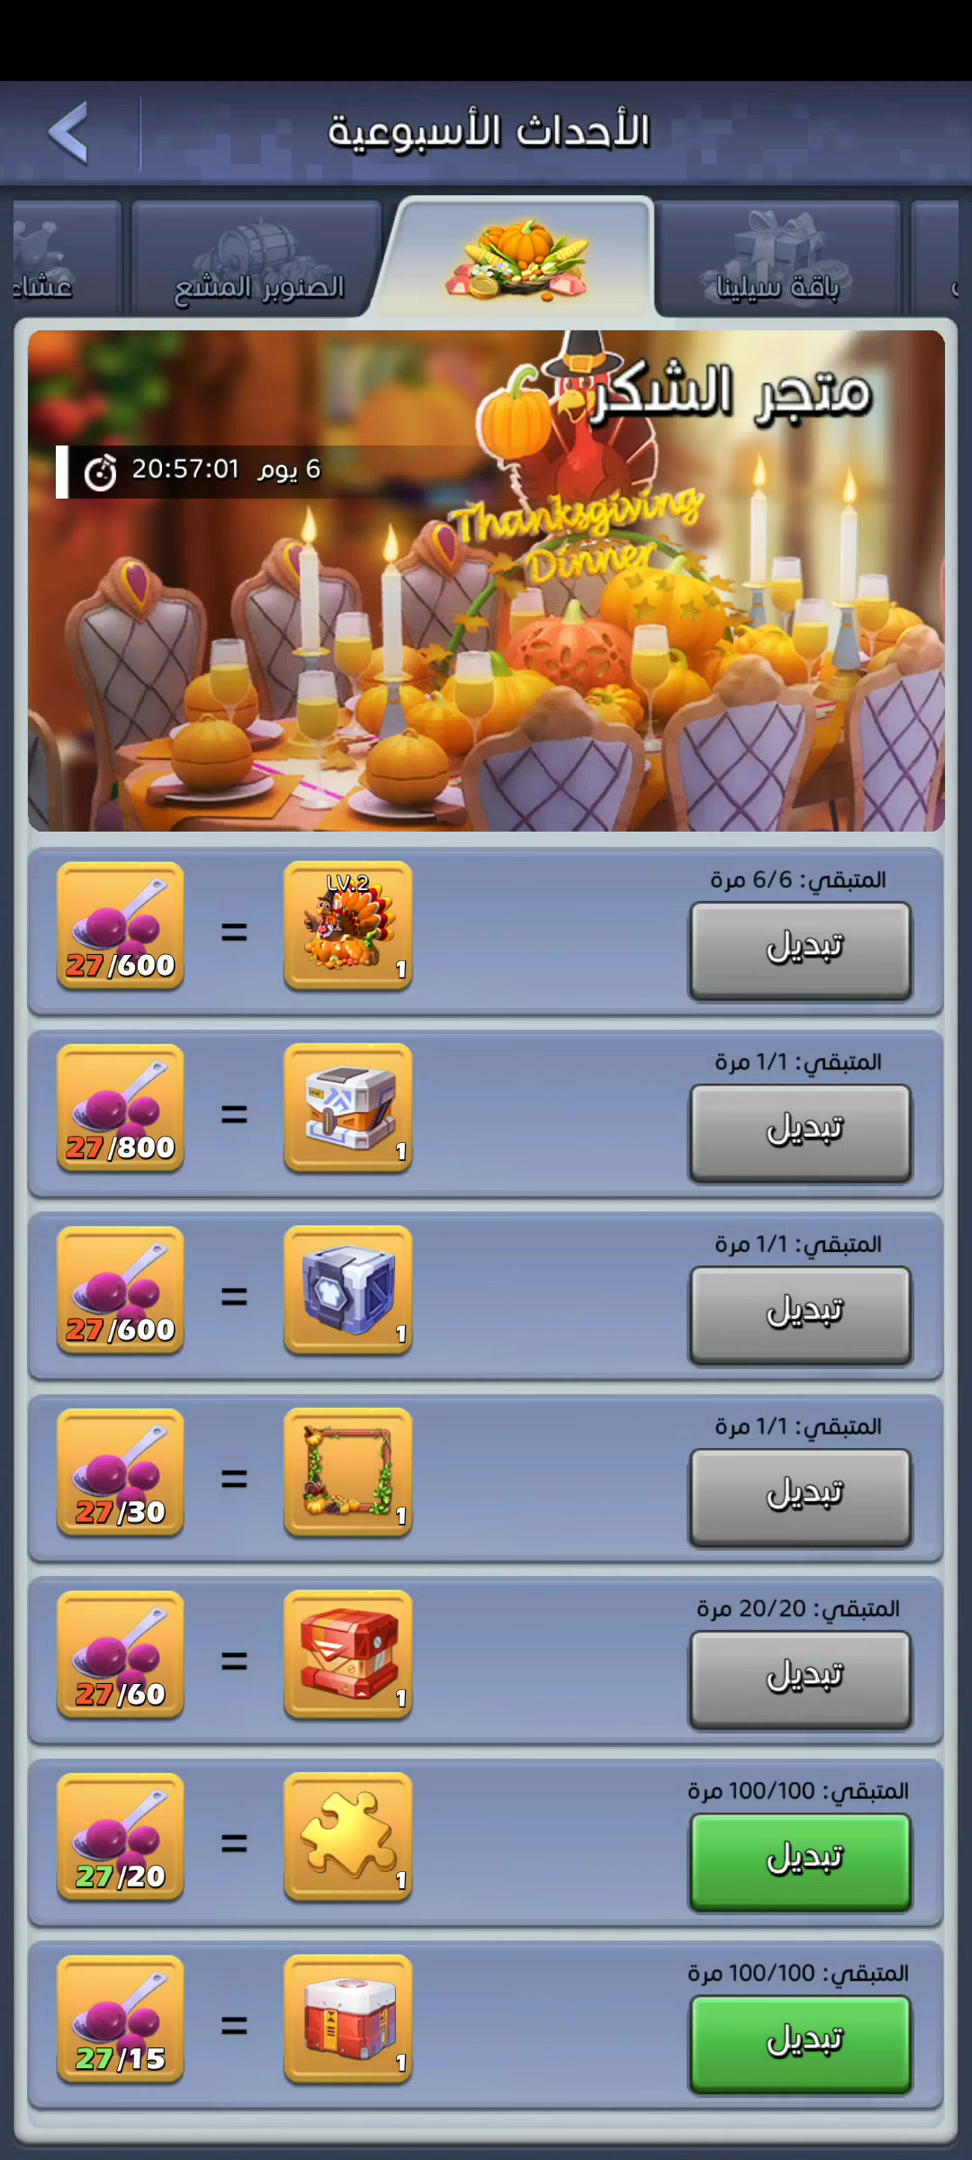 الأحداث الأسبوعية
باقة سيلينا
الصنوبر المشع
عشاء
متجر الشكر
6 يوم 20:57:01
Thanksgiving
Dinner
المتبقي: 6/6 مرة
27/600
=
LV.2
1
تبديل
المتبقي: 1/1 مرة
27/800
=
1
تبديل
المتبقي: 1/1 مرة
27/600
=
1
تبديل
المتبقي: 1/1 مرة
27/30
=
1
تبديل
المتبقي: 20/20 مرة
27/60
=
1
تبديل
المتبقي: 100/100 مرة
27/20
=
1
تبديل
المتبقي: 100/100 مرة
27/15
=
1
تبديل